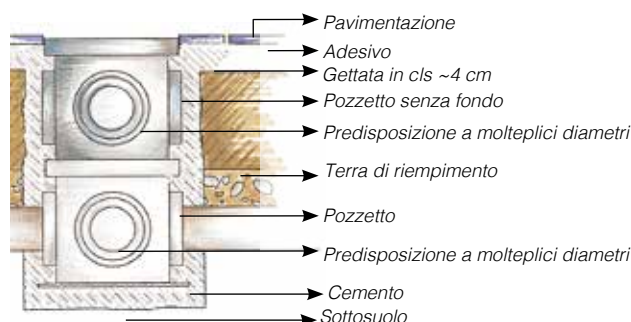 Pavimentazione
Adesivo
Gettata in cls ~4 cm
Pozzetto senza fondo
Predisposizione a molteplici diametri
Terra di riempimento
Pozzetto
Predisposizione a molteplici diametri
Cemento
Sottosuolo